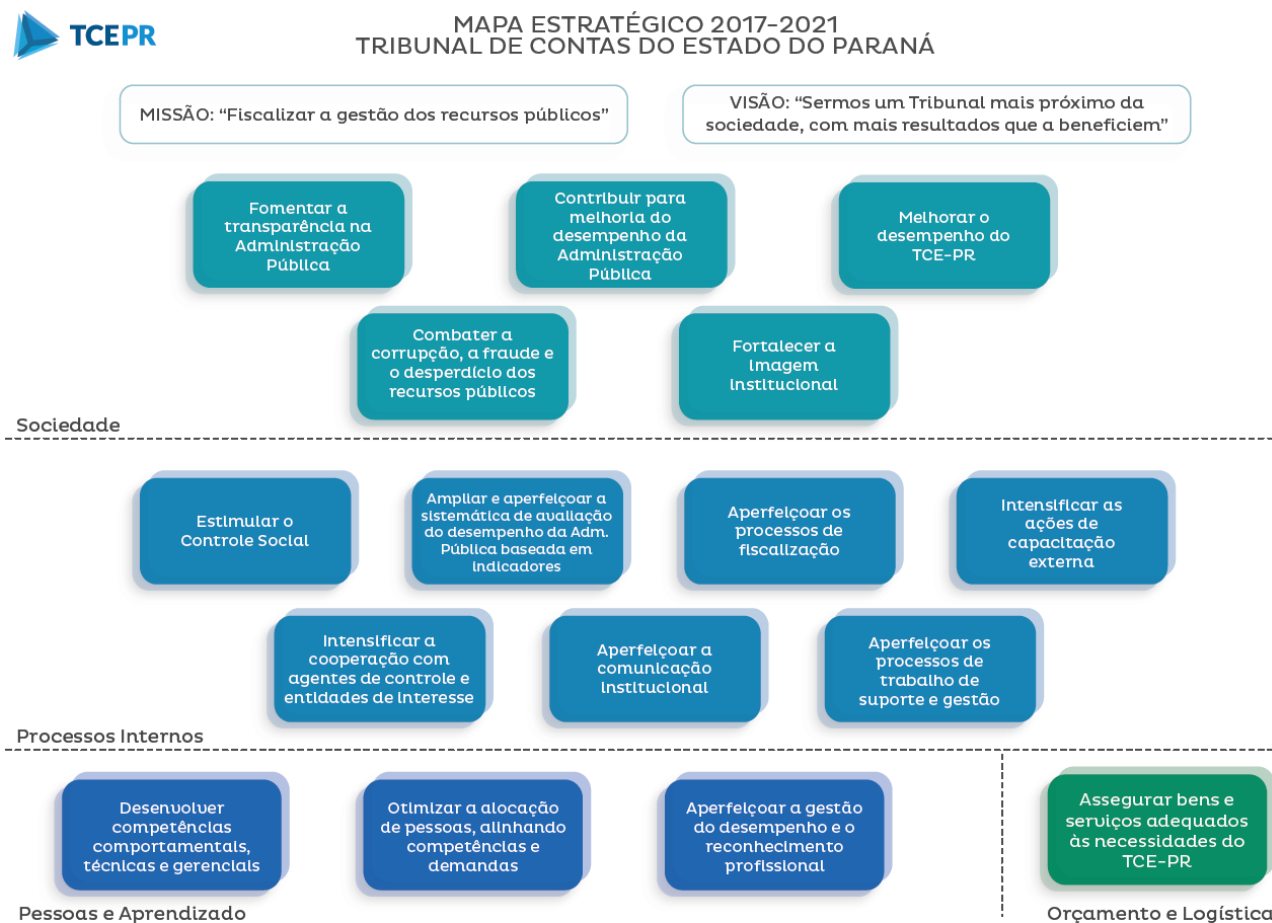 TCEPR
MAPA ESTRATÉGICO 2017-2021
TRIBUNAL DE CONTAS DO ESTADO DO PARANÁ
MISSÃO: “Fiscalizar a gestão dos recursos públicos”
VISÃO: “Sermos um Tribunal mais próximo da
sociedade, com mais resultados que a beneficiem”
Fomentar a
transparência na
Administração
Pública
Contribuir para
melhoria do
desempenho da
Administração
Pública
Melhorar o
desempenho do
TCE-PR
Combater a
corrupção, a fraude e
o desperdício dos
recursos públicos
Fortalecer a
imagem
institucional
Sociedade
Estimular o
Controle Social
Ampliar e aperfeiçoar a
sistemática de avaliação
do desempenho da Adm.
Pública baseada em
indicadores
Aperfeiçoar os
processos de
fiscalização
Intensificar as
ações de
capacitação
externa
Intensificar a
cooperação com
agentes de controle e
entidades de interesse
Aperfeiçoar a
comunicação
institucional
Aperfeiçoar os
processos de
trabalho de
suporte e gestão
Processos Internos
Desenvolver
competências
comportamentais,
técnicas e gerenciais
Otimizar a alocação
de pessoas, alinhando
competências e
demandas
Aperfeiçoar a gestão
do desempenho e o
reconhecimento
profissional
Assegurar bens e
serviços adequados
às necessidades do
TCE-PR
Pessoas e Aprendizado
Orçamento e Logística